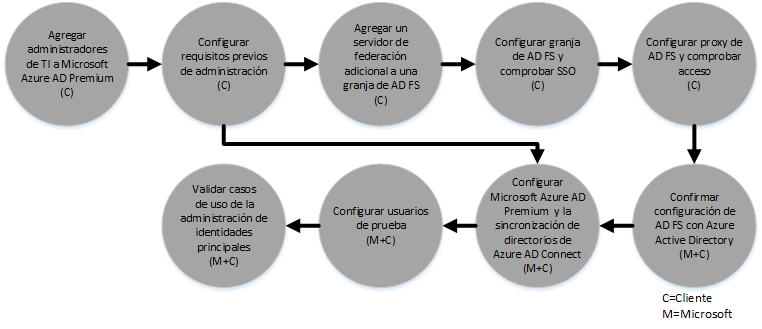 Agregar
administradores
de TI a Microsoft
Azure AD Premium
(C)
Configurar
requisitos previos
de administración
(C)
Agregar un
servidor de
federación
adicional a una
granja de AD FS
(C)
Configurar granja
de AD FS y
comprobar SSO
(C)
Configurar proxy de
AD FS y comprobar
acceso
(C)
Confirmar
configuración de
AD FS con Azure
Active Directory
(M+C)
Configurar
Microsoft Azure AD
Premium y la
sincronización de
directorios de
Azure AD Connect
(M+C)
Configurar usuarios
de prueba
(M+C)
Validar casos
de uso de la
administración de
identidades
principales
(M+C)
C=Cliente
M=Microsoft